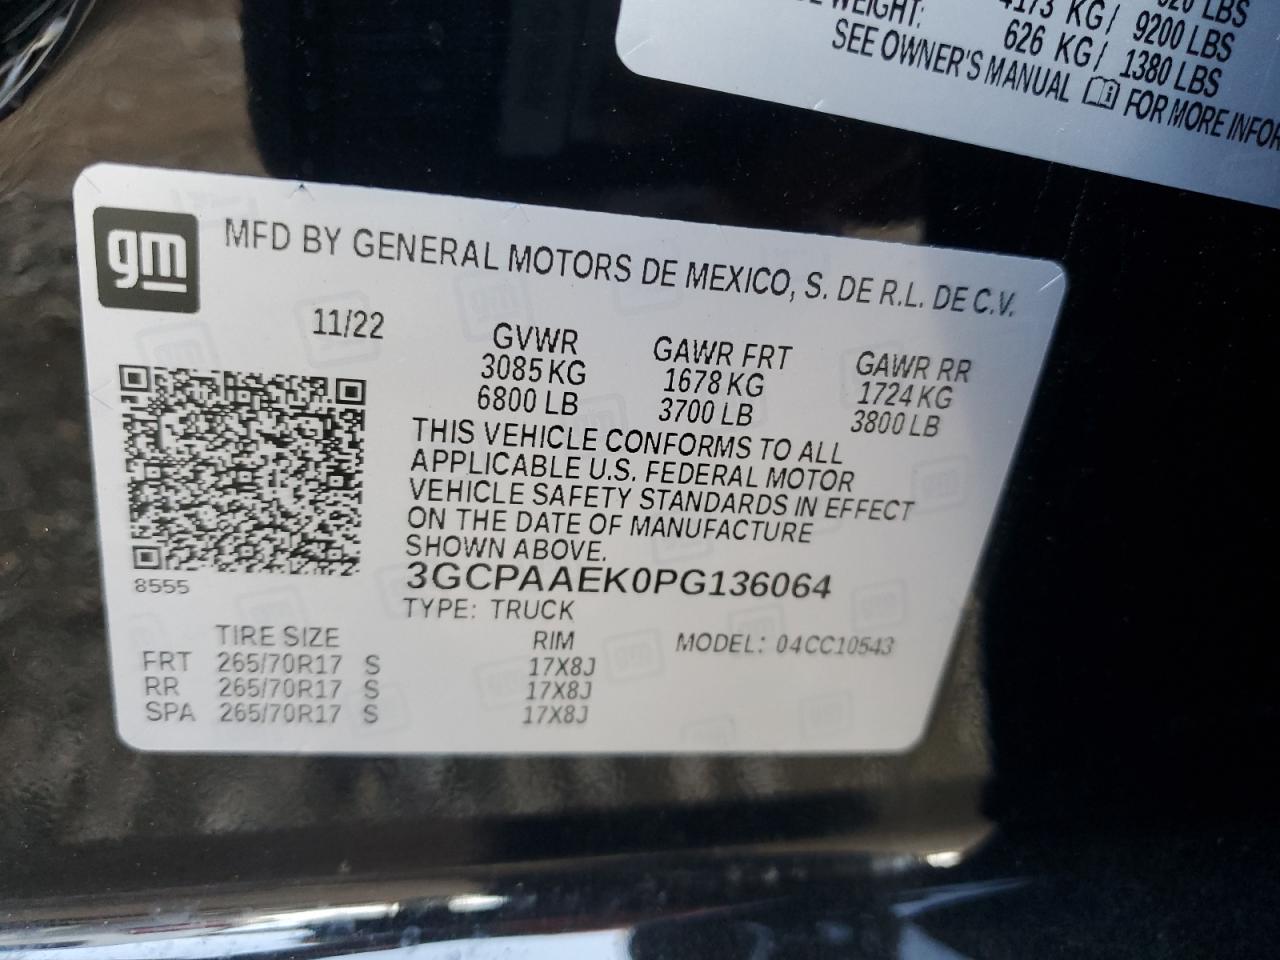 LBS
KG/ 9200 LBS
WEIGHT: 626 KG/ 1380 LBS
SEE OWNER'S MANUAL FOR MORE
gm
MFD BY GENERAL MOTORS DE MEXICO, S. DE R.L. DE C.V.
11/22
GVWR GAWR FRT GAWR RR
3085 KG 1678 KG 1724 KG
6800 LB 3700 LB 3800 LB
THIS VEHICLE CONFORMS TO ALL
APPLICABLE U.S. FEDERAL MOTOR
VEHICLE SAFETY STANDARDS IN EFFECT
ON THE DATE OF MANUFACTURE
SHOWN ABOVE.
8555
3GCPAAEK0PG136064
TYPE: TRUCK
TIRE SIZE RIM MODEL: 04CC10543
FRT 265/70R17 S 17X8J
RR 265/70R17 S 17X8J
SPA 265/70R17 S 17X8J